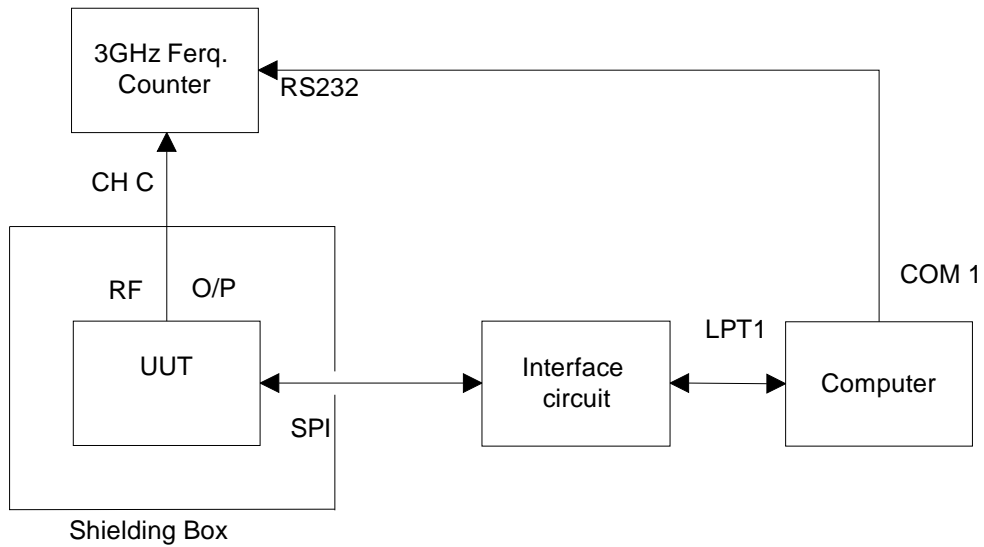 3GHz Ferq.
Counter
RS232
CH C
COM 1
RF
O/P
LPT1
UUT
Interface
circuit
Computer
SPI
Shielding Box